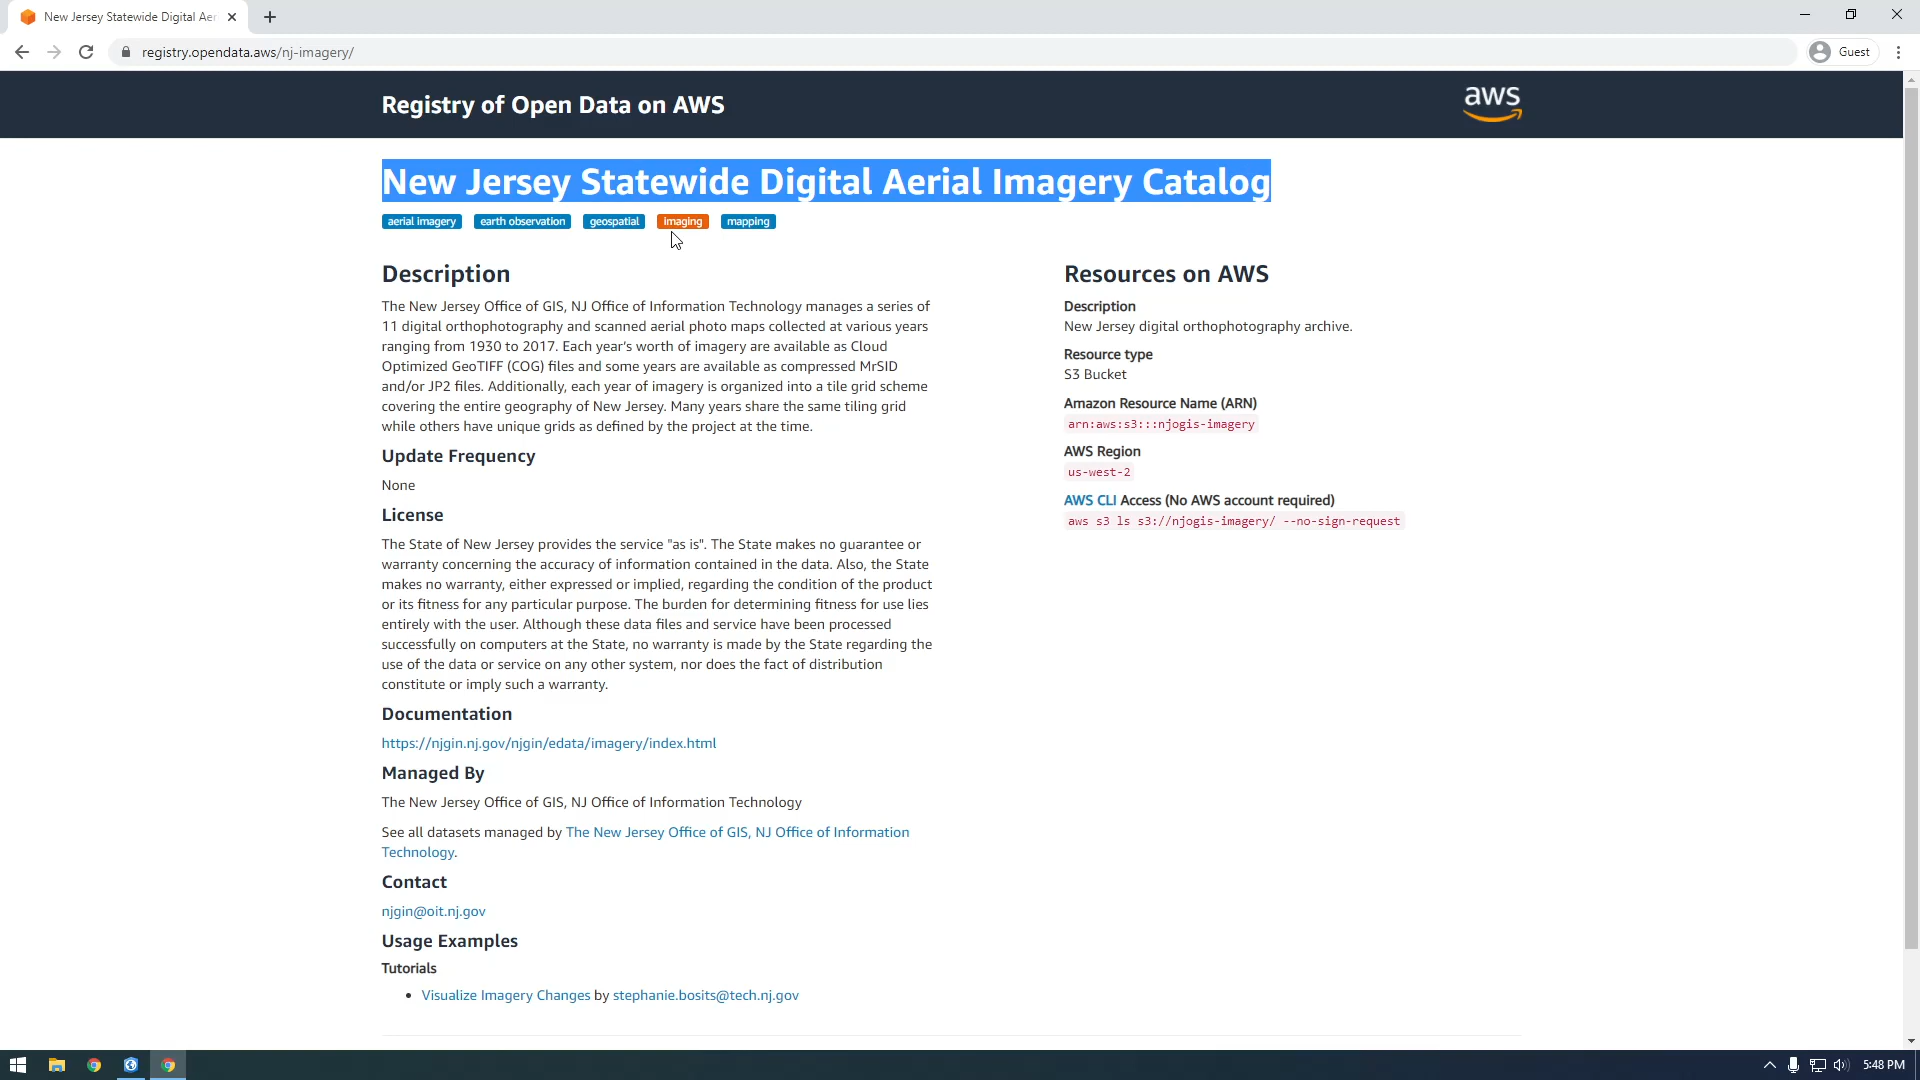 New Jersey Statewide Digital Aer
registry.opendata.aws/nj-imagery/
Guest
Registry of Open Data on AWS
aws
New Jersey Statewide Digital Aerial Imagery Catalog
aerial imagery earth observation geospatial imaging mapping
Description
The New Jersey Office of GIS, NJ Office of Information Technology manages a series of
11 digital orthophotography and scanned aerial photo maps collected at various years
ranging from 1930 to 2017. Each year's worth of imagery are available as Cloud
Optimized GeoTIFF (COG) files and some years are available as compressed MrSID
and/or JP2 files. Additionally, each year of imagery is organized into a tile grid scheme
covering the entire geography of New Jersey. Many years share the same tiling grid
while others have unique grids as defined by the project at the time.
Update Frequency
None
License
The State of New Jersey provides the service "as is". The State makes no guarantee or
warranty concerning the accuracy of information contained in the data. Also, the State
makes no warranty, either expressed or implied, regarding the condition of the product
or its fitness for any particular purpose. The burden for determining fitness for use lies
entirely with the user. Although these data files and service have been processed
successfully on computers at the State, no warranty is made by the State regarding the
use of the data or service on any other system, nor does the fact of distribution
constitute or imply such a warranty.
Documentation
https://njgin.nj.gov/njgin/edata/imagery/index.html
Managed By
The New Jersey Office of GIS, NJ Office of Information Technology
See all datasets managed by The New Jersey Office of GIS, NJ Office of Information
Technology.
Contact
njgin@oit.nj.gov
Usage Examples
Tutorials
Visualize Imagery Changes by stephanie.bosits@tech.nj.gov
Resources on AWS
Description
New Jersey digital orthophotography archive.
Resource type
S3 Bucket
Amazon Resource Name (ARN)
arn:aws:s3:::njogis-imagery
AWS Region
us-west-2
AWS CLI Access (No AWS account required)
aws s3 ls s3://njogis-imagery/ --no-sign-request
5:48 PM